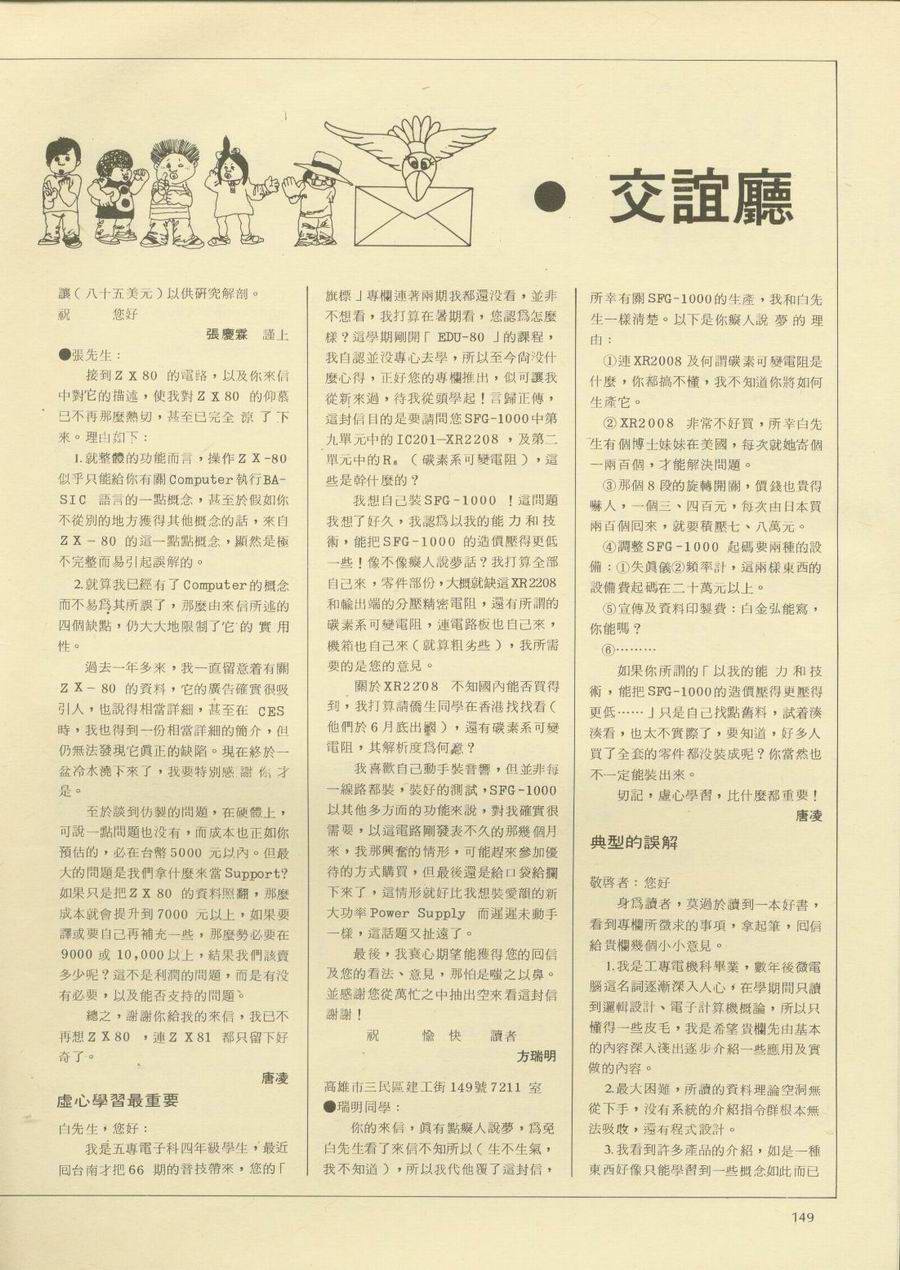 ● 交誼廳
讓（八十五美元）以供研究解剖。
祝　　您好
張慶霖　謹上
●張先生：
接到ＺＸ80 的電路，以及你來信
中對它的描述，使我對ＺＸ80 的仰慕
已不再那麼熱切，甚至已完全 涼 了 下
來。理由如下：
1.就整體的功能而言，操作ＺＸ-80
似乎只能給你有關Computer執行BA-
SIC 語言的一點概念，甚至於假如你
不從別的地方獲得其他概念的話，來自
ＺＸ－80 的這一點點概念，顯然是極
不完整而易引起誤解的。
2.就算我已經有了Computer的概念
而不易爲其所誤了，那麼由來信所述的
四個缺點，仍大大地限制了它的 實 用
性。
過去一年多來，我一直留意着有關
ＺＸ－80 的資料，它的廣告確實很吸
引人，也說得相當詳細，甚至在 CES
時，我也得到一份相當詳細的簡介，但
仍無法發現它眞正的缺陷。現在終於一
盆冷水澆下來了，我要特別感 謝 你 才
是。
至於談到仿製的問題，在硬體上，
可說一點問題也没有，而成本也正如你
預估的，必在台幣5000 元以內。但最
大的問題是我們拿什麼來當Support?
如果只是把ＺＸ80 的資料照翻，那麼
成本就會提升到7000 元以上，如果要
譯或要自己再補充一些，那麼勢必要在
9000 或 10,000以上，結果我們該賣
多少呢？這不是利潤的問題，而是有没
有必要，以及能否支持的問題。
總之，謝謝你給我的來信，我已不
再想ＺＸ80 ，連ＺＸ81 都只留下好
奇了。
唐凌
虛心學習最重要
白先生，您好：
我是五專電子科四年級學生，最近
回台南才把66 期的音技帶來，您的「
旗標」專欄連著兩期我都還没看，並非
不想看，我打算在暑期看，您認爲怎麼
樣？這學期剛開「 EDU-80 」的課程，
我自認並没專心去學，所以至今尙没什
麼心得，正好您的專欄推出，似可讓我
從新來過，待我從頭學起！言歸正傳，
這封信目的是要請問您SFG-1000中第
九單元中的IC201—XR2208 ，及第二
單元中的R （ 碳素系可變電阻），這
些是幹什麼的？
我想自己裝SFG-1000 ！這問題
我想了好久，我認爲以我的能 力 和 技
術，能把SFG-1000 的造價壓得更低
一些！像不像癡人說夢話？我打算全部
自己來，零件部份，大概就缺這XR2208
和輸出端的分壓精密電阻，還有所謂的
碳素系可變電阻，連電路板也自己來，
機箱也自己來（就算粗劣些），我所需
要的是您的意見。
關於XR2208 不知國內能否買得
到，我打算請僑生同學在香港找找看（
他們於6月底出國），還有碳素系可變
電阻，其解析度爲何意？
我喜歡自己動手裝音響，但並非每
一線路都裝，裝好的測試，SFG-1000
以其他多方面的功能來說，對我確實很
需要，以這電路剛發表不久的那幾個月
來，我那興奮的情形，可能趕來參加優
待的方式購買，但最後還是給口袋給攔
下來了，這情形就好比我想裝愛韻的新
大功率Power Supply 而遲遲未動手
一樣，這話題又扯遠了。
最後，我衷心期望能獲得您的回信
及您的看法、意見，那怕是嗤之以鼻。
並感謝您從萬忙之中抽出空來看這封信
謝謝！
祝　　愉　快　　讀者
方瑞明
高雄市三民區建工街149號7211 室
●瑞明同學：
你的來信，眞有點癡人說夢，爲免
白先生看了來信不知所以（生不生氣，
我不知道），所以我代他覆了這封信，
所幸有關SFG-1000的生產，我和白先
生一樣淸楚。以下是你癡人說 夢 的 理
由：
①連XR2008 及何謂碳素可變電阻是
什麼，你都搞不懂，我不知道你將如何
生產它。
②XR2008 非常不好買，所幸白先
生有個博士妹妹在美國，每次就她寄個
一兩百個，才能解決問題。
③那個8段的旋轉開關，價錢也貴得
嚇人，一個三、四百元，每次由日本買
兩百個回來，就要積壓七、八萬元。
④調整SFG-1000 起碼要兩種的設
備：①失眞儀②頻率計，這兩樣東西的
設備費起碼在二十萬元以上。
⑤宣傳及資料印製費：白金弘能寫，
你能嗎？
⑥………
如果你所謂的「以我的能 力 和 技
術，能把SFG-1000的造價壓得更壓得
更低……」只是自己找點舊料，試着湊
湊看，也太不實際了，要知道，好多人
買了全套的零件都没裝成呢？你當然也
不一定能裝出來。
切記，虛心學習，比什麼都重要！
唐凌
典型的誤解
敬啓者：您好
身爲讀者，莫過於讀到一本好書，
看到專欄所徵求的事項，拿起筆，回信
給貴欄幾個小小意見。
1.我是工專電機科畢業，數年後微電
腦這名詞逐漸深入人心，在學期間只讀
到邏輯設計、電子計算機概論，所以只
懂得一些皮毛，我是希望貴欄先由基本
的內容深入淺出逐步介紹一些應用及實
做的內容。
2.最大困難，所讀的資料理論空洞無
從下手，没有系統的介紹指令群根本無
法吸收，還有程式設計。
3.我看到許多產品的介紹，如是一種
東西好像只能學習到一些概念如此而已
149